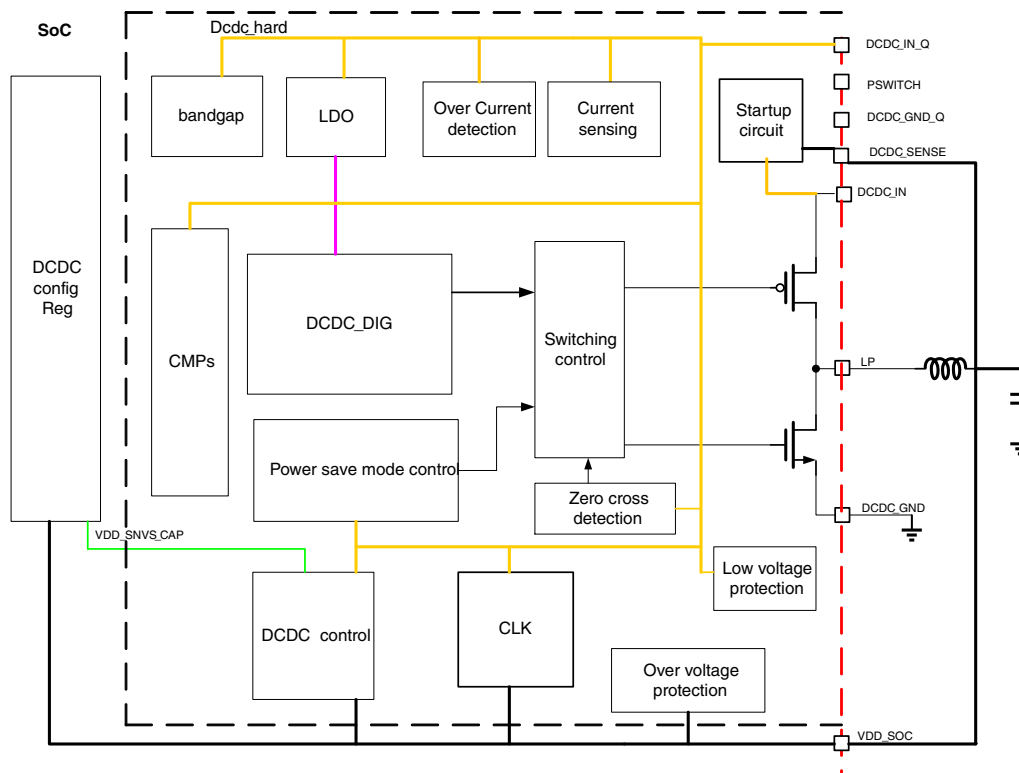 SoC
Dcdc_hard
DCDC_IN_Q
PSWITCH
DCDC_GND_Q
DCDC_SENSE
DCDC_IN
bandgap
LDO
Over Current
detection
Current
sensing
Startup
circuit
DCDC
config
Reg
CMPs
DCDC_DIG
Switching
control
LP
Power save mode control
Zero cross
detection
DCDC_GND
VDD_SNVS_CAP
DCDC control
CLK
Low voltage
protection
Over voltage
protection
VDD_SOC